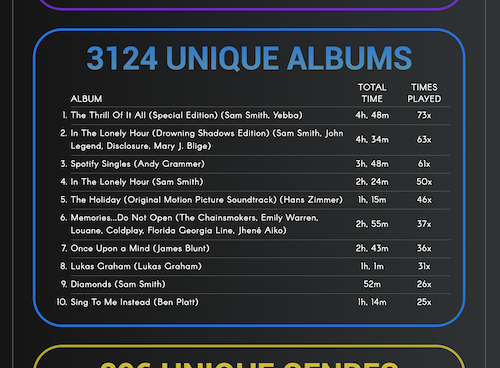 3124 UNIQUE ALBUMS
ALBUM TOTAL TIME TIMES PLAYED
1. The Thrill Of It All (Special Edition) (Sam Smith, Yebba) 4h, 48m 73x
2. In The Lonely Hour (Drowning Shadows Edition) (Sam Smith, John
Legend, Disclosure, Mary J. Blige) 4h, 34m 63x
3. Spotify Singles (Andy Grammer) 3h, 48m 61x
4. In The Lonely Hour (Sam Smith) 2h, 24m 50x
5. The Holiday (Original Motion Picture Soundtrack) (Hans Zimmer) 1h, 15m 46x
6. Memories...Do Not Open (The Chainsmokers, Emily Warren,
Louane, Coldplay, Florida Georgia Line, Jhené Aiko) 2h, 55m 37x
7. Once Upon a Mind (James Blunt) 2h, 43m 36x
8. Lukas Graham (Lukas Graham) 1h, 1m 31x
9. Diamonds (Sam Smith) 52m 26x
10. Sing To Me Instead (Ben Platt) 1h, 14m 25x
UNIQUE GENRES